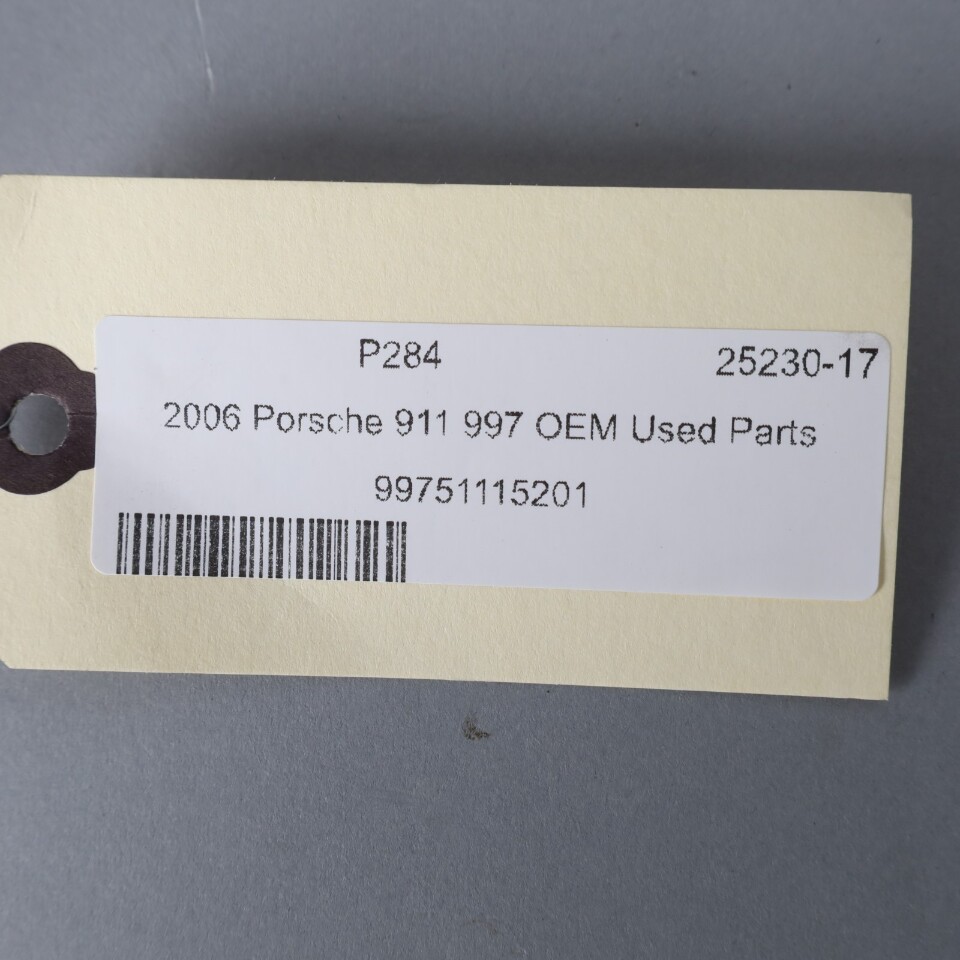 P284 25230-17
2006 Porsche 911 997 OEM Used Parts
99751115201